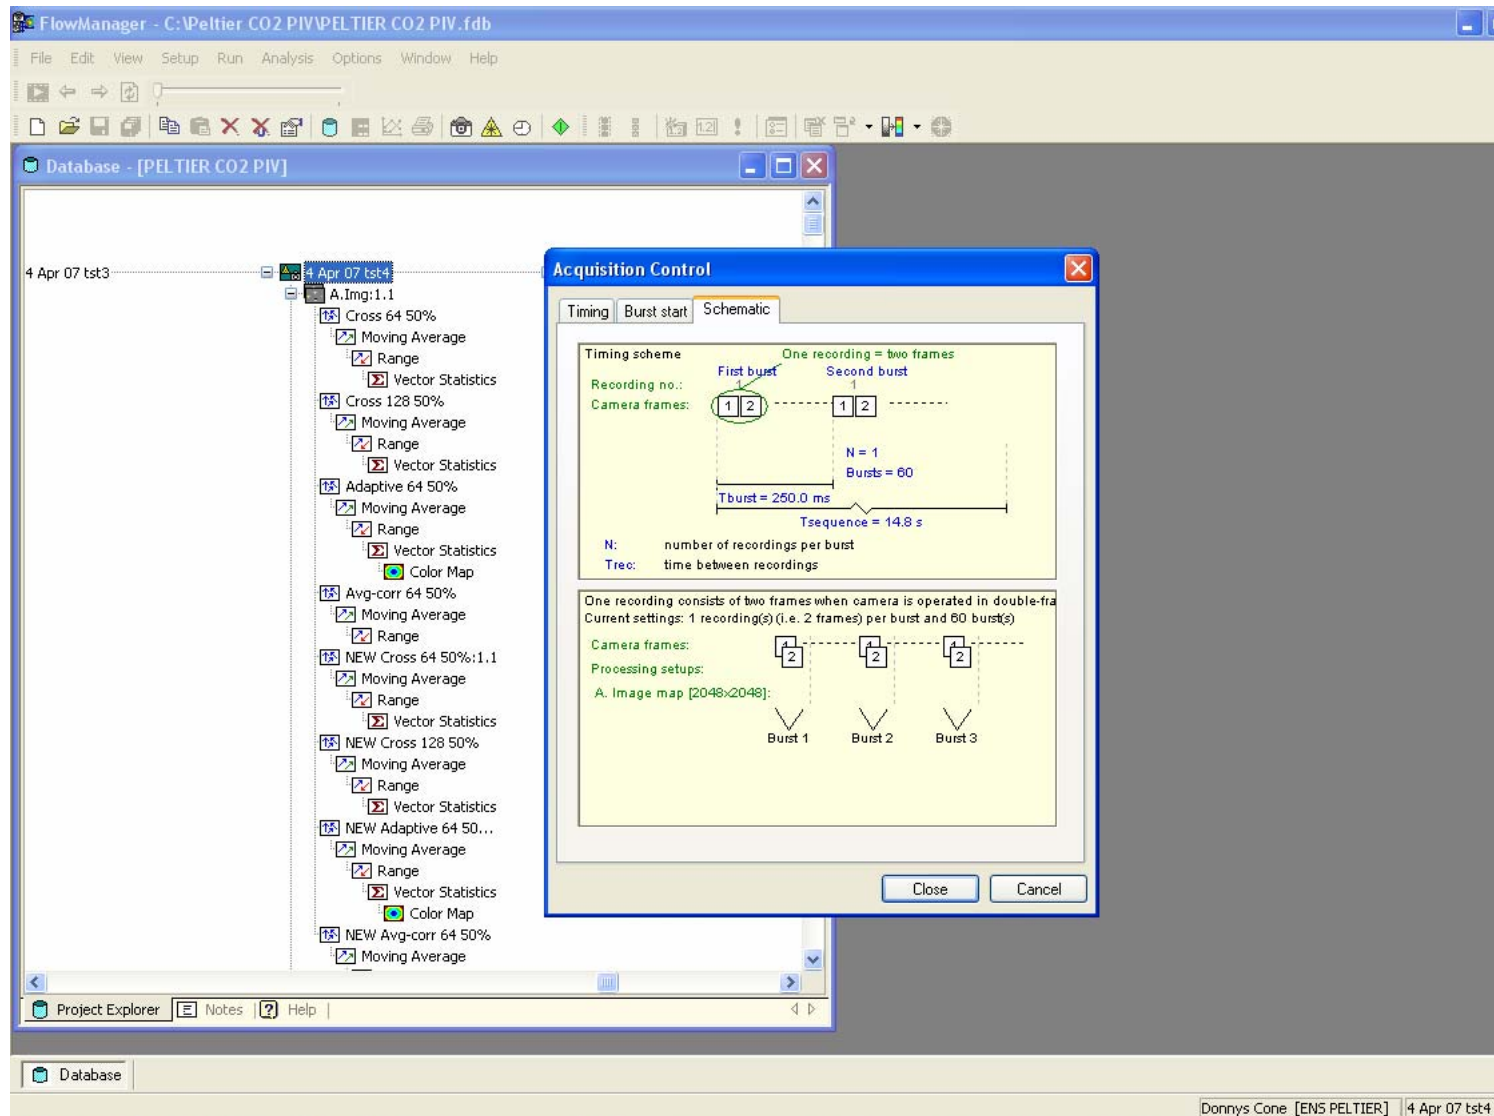 FlowManager - C:\Peltier CO2 PIV\PELTIER CO2 PIV.fdb
File Edit View Setup Run Analysis Options Window Help
Database - [PELTIER CO2 PIV]
4 Apr 07 tst3
4 Apr 07 tst4
A.Img:1.1
Cross 64 50%
Moving Average
Range
Vector Statistics
Cross 128 50%
Moving Average
Range
Vector Statistics
Adaptive 64 50%
Moving Average
Range
Vector Statistics
Color Map
Avg-corr 64 50%
Moving Average
Range
NEW Cross 64 50%:1.1
Moving Average
Range
Vector Statistics
NEW Cross 128 50%
Moving Average
Range
Vector Statistics
NEW Adaptive 64 50...
Moving Average
Range
Vector Statistics
Color Map
NEW Avg-corr 64 50%
Moving Average
Project Explorer Notes Help
Acquisition Control
Timing Burst start Schematic
Timing scheme One recording = two frames
First burst Second burst
Recording no.: 1 1
Camera frames: 1 2 1 2
N = 1
Bursts = 60
Tburst = 250.0 ms
Tsequence = 14.8 s
N: number of recordings per burst
Trec: time between recordings
One recording consists of two frames when camera is operated in double-fra
Current settings: 1 recording(s) (i.e. 2 frames) per burst and 60 burst(s)
Camera frames: 1 2 1 2 1 2
Processing setups:
A. Image map [2048x2048]:
Burst 1 Burst 2 Burst 3
Close Cancel
Database
Donnys Cone [ENS PELTIER] 4 Apr 07 tst4